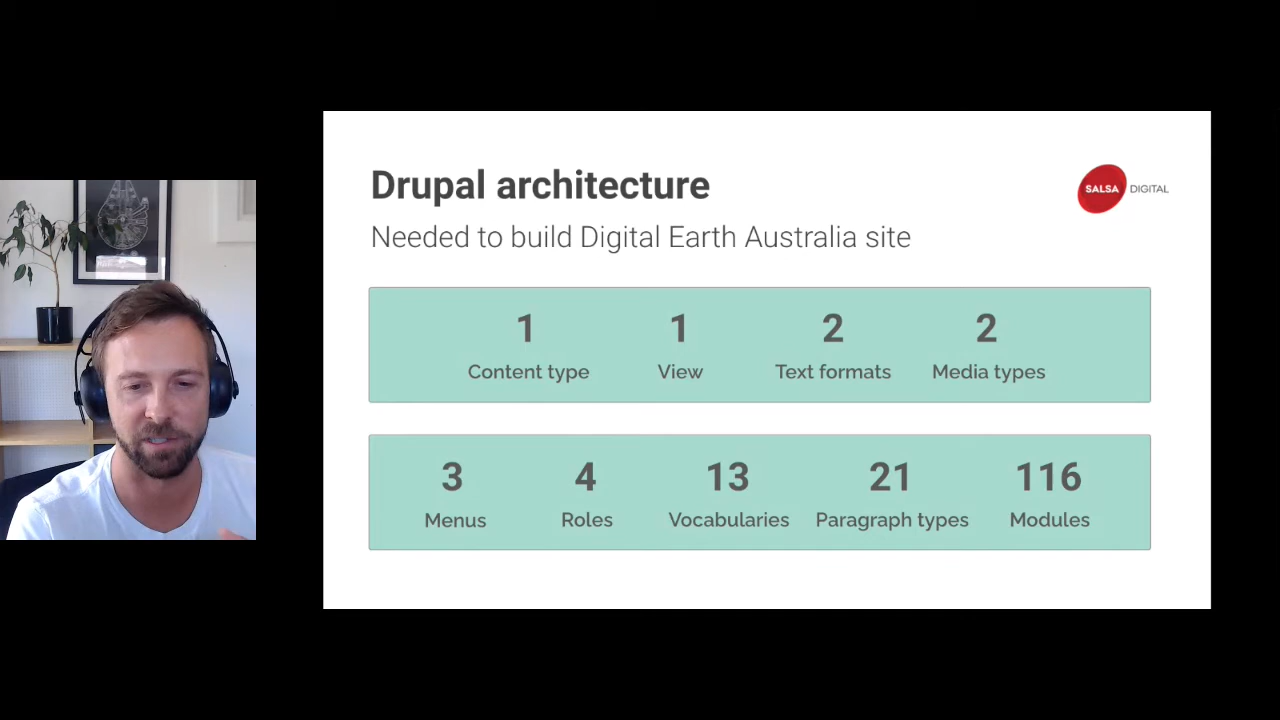 Drupal architecture
SALSA DIGITAL
Needed to build Digital Earth Australia site
1 1 2 2
Content type View Text formats Media types
3 4 13 21 116
Menus Roles Vocabularies Paragraph types Modules